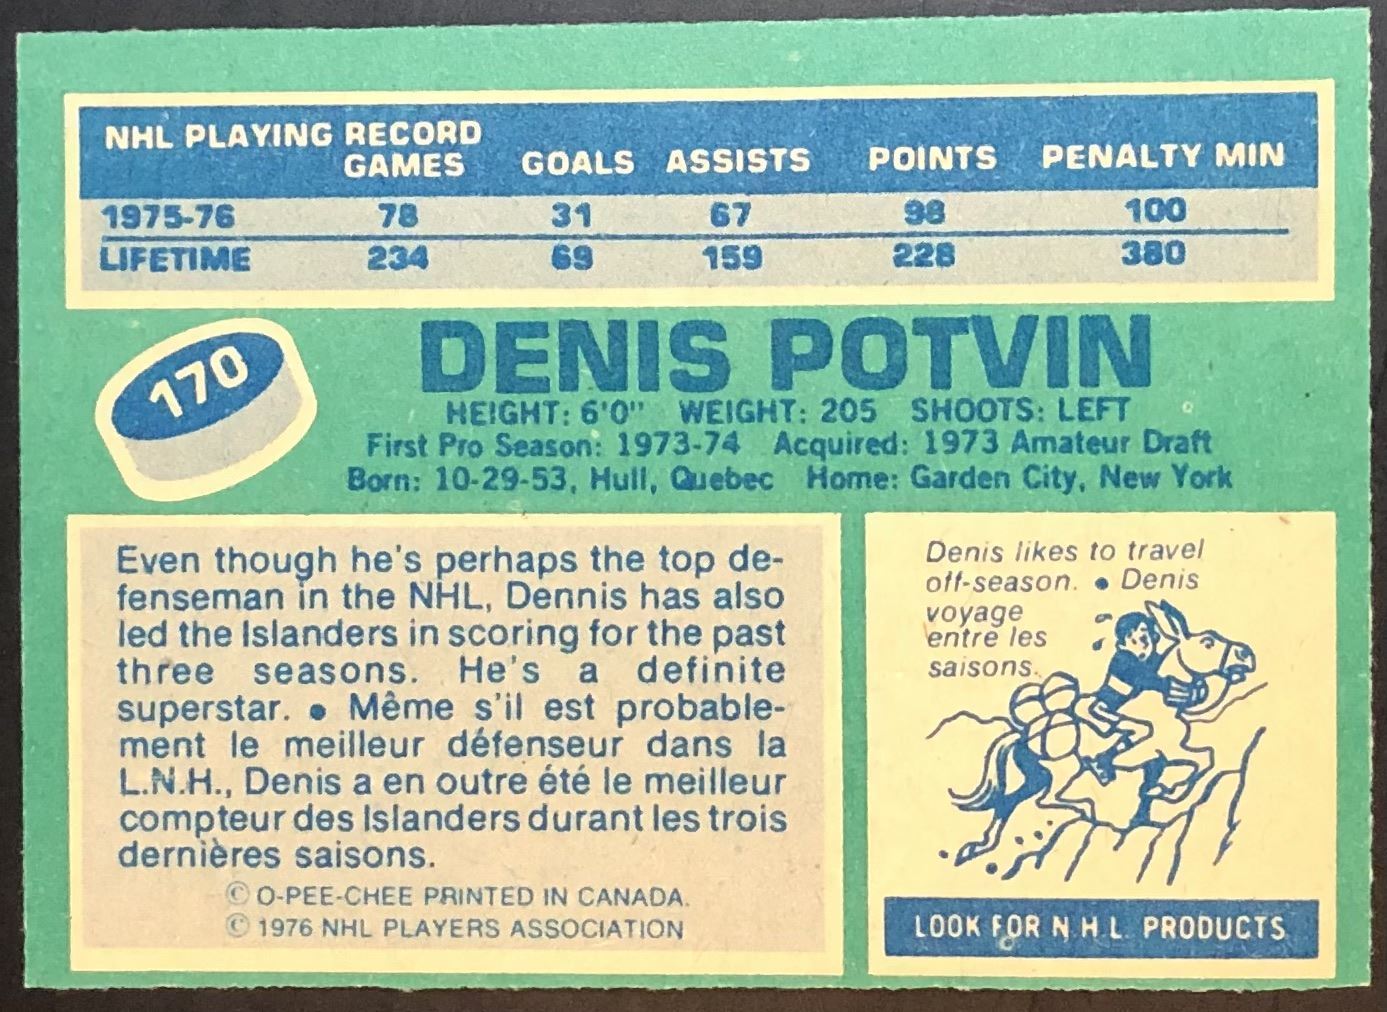 NHL PLAYING RECORD
GAMES GOALS ASSISTS POINTS PENALTY MIN
1975-76 78 31 67 98 100
LIFETIME 234 69 159 228 380
170
DENIS POTVIN
HEIGHT: 6'0" WEIGHT: 205 SHOOTS: LEFT
First Pro Season: 1973-74 Acquired: 1973 Amateur Draft
Born: 10-29-53, Hull, Quebec Home: Garden City, New York
Even though he's perhaps the top de-
fenseman in the NHL, Dennis has also
led the Islanders in scoring for the past
three seasons. He's a definite
superstar. • Même s'il est probable-
ment le meilleur défenseur dans la
L.N.H., Denis a en outre été le meilleur
compteur des Islanders durant les trois
dernières saisons.
© O-PEE-CHEE PRINTED IN CANADA.
© 1976 NHL PLAYERS ASSOCIATION
Denis likes to travel
off-season. • Denis
voyage
entre les
saisons.
LOOK FOR N H L PRODUCTS